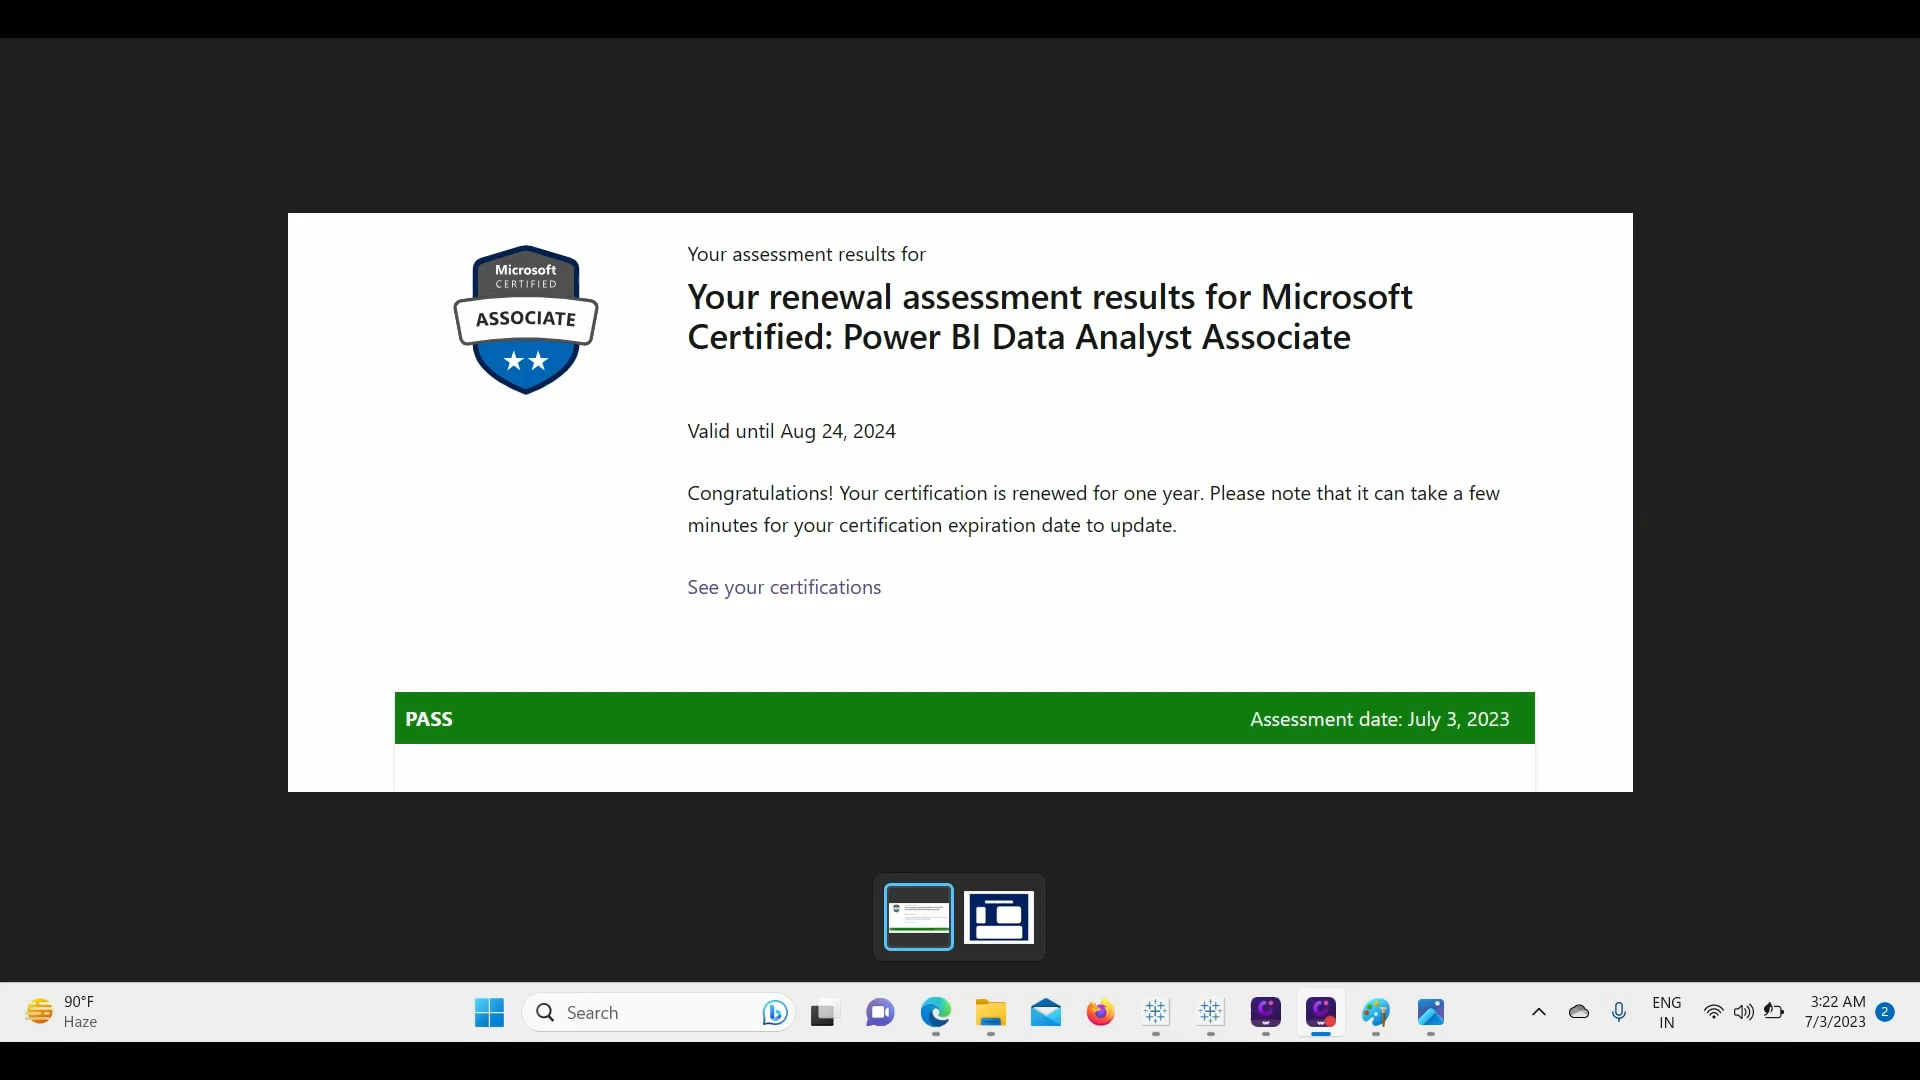 Microsoft
CERTIFIED
ASSOCIATE
Your assessment results for
Your renewal assessment results for Microsoft
Certified: Power BI Data Analyst Associate
Valid until Aug 24, 2024
Congratulations! Your certification is renewed for one year. Please note that it can take a few
minutes for your certification expiration date to update.
See your certifications
PASS
Assessment date: July 3, 2023
90°F
Haze
Search
ENG
IN
3:22 AM
7/3/2023
2